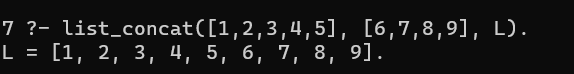 7 ?- list_concat([1,2,3,4,5], [6,7,8,9], L).
L = [1, 2, 3, 4, 5, 6, 7, 8, 9].